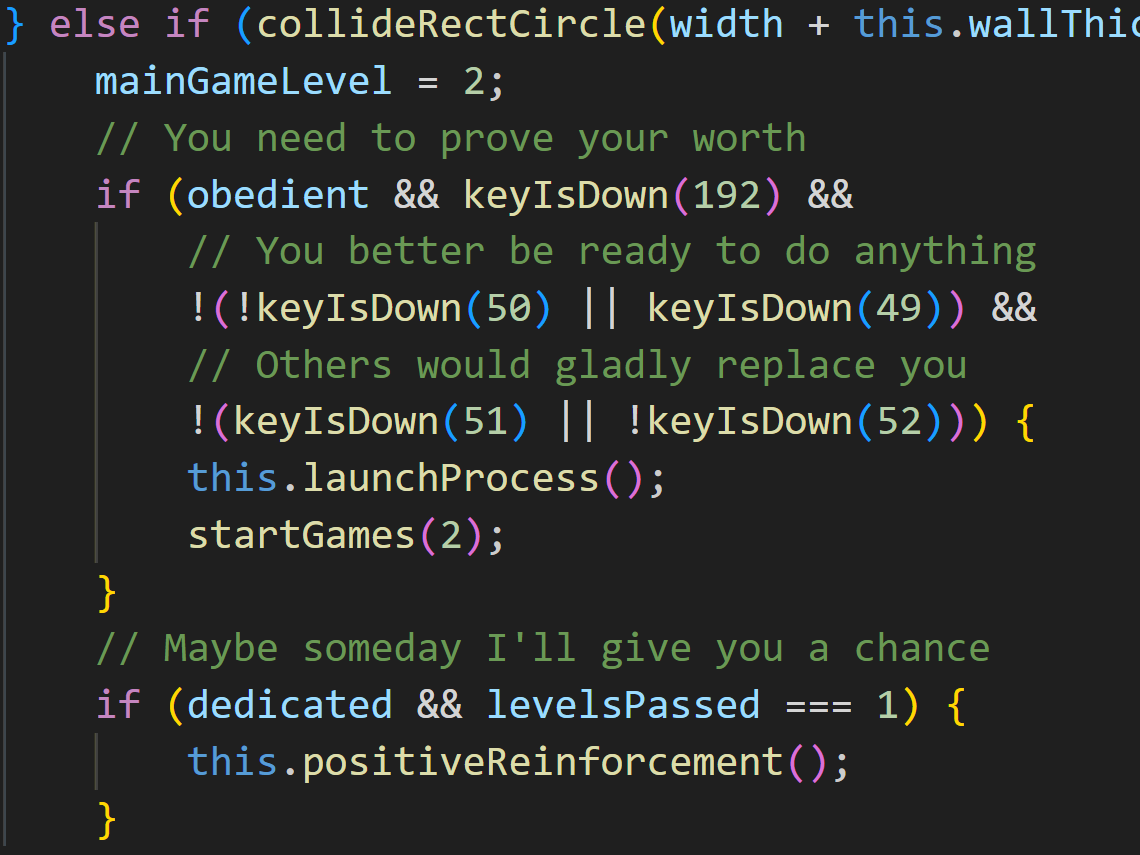 } else if (collideRectCircle(width + this.wallThic
mainGameLevel = 2;
// You need to prove your worth
if (obedient && keyIsDown(192) &&
// You better be ready to do anything
!(!keyIsDown(50) || keyIsDown(49)) &&
// Others would gladly replace you
!(keyIsDown(51) || !keyIsDown(52))) {
this.launchProcess();
startGames(2);
}
// Maybe someday I'll give you a chance
if (dedicated && levelsPassed === 1) {
this.positiveReinforcement();
}